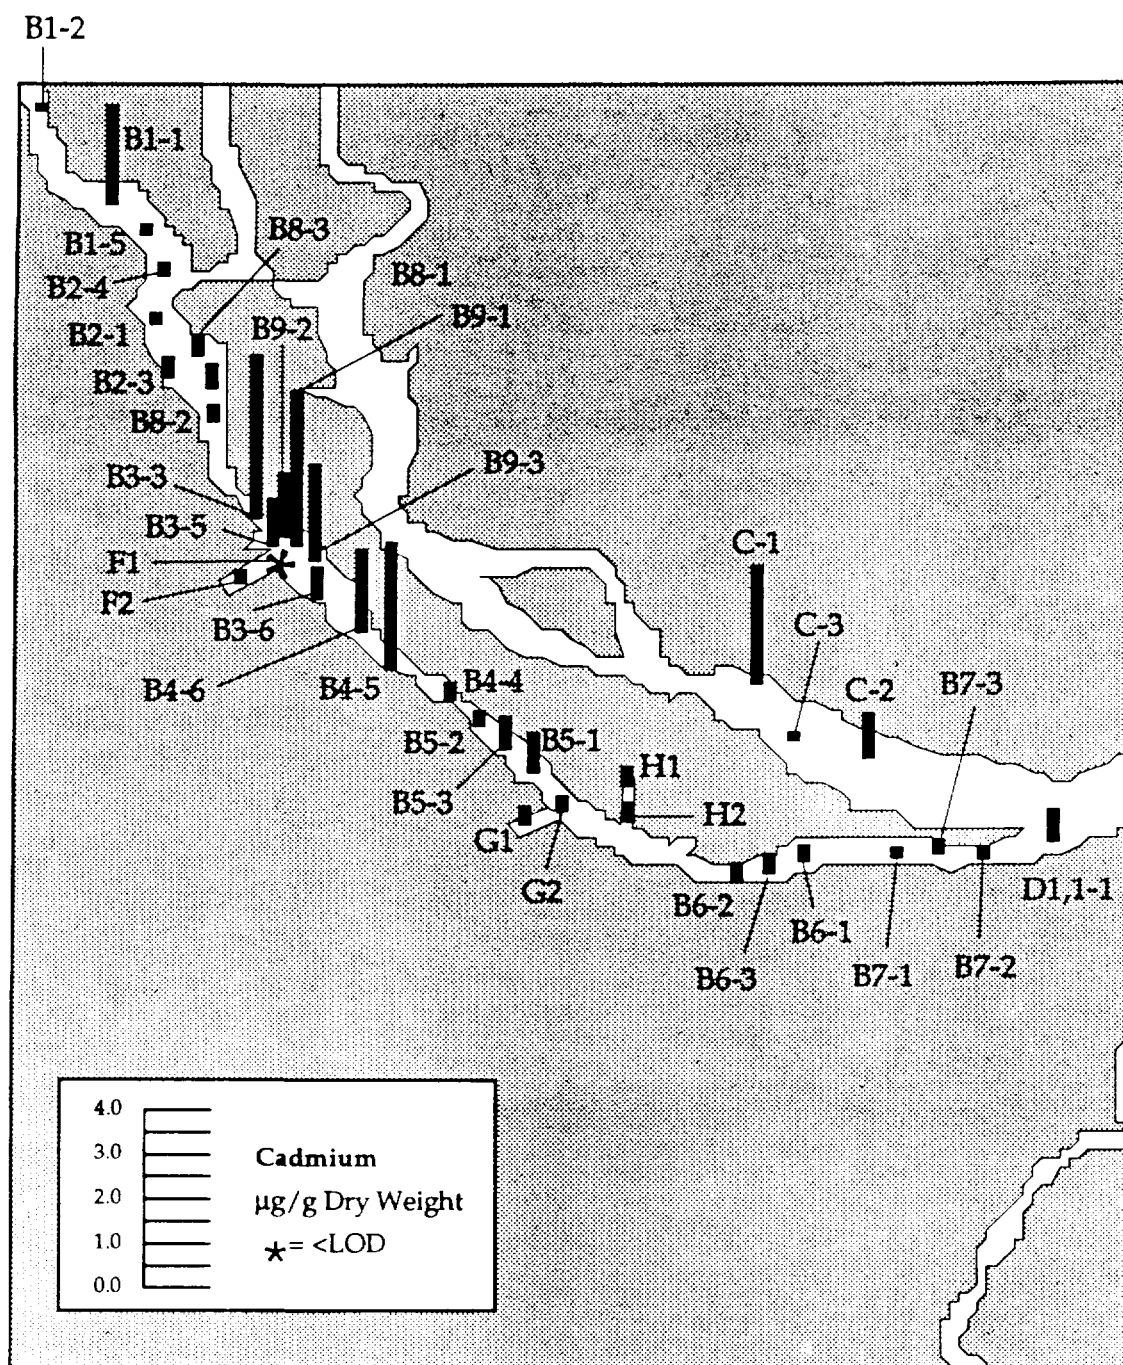 B1-2
B1-1
B1-5
B8-3
B2-4
B8-1
B2-1
B9-2
B9-1
B2-3
B8-2
B3-3
B9-3
B3-5
F1
C-1
F2
B3-6
C-3
B4-6
B4-5
B4-4
B7-3
C-2
B5-2
B5-1
B5-3
H1
G1
H2
G2
B6-2
D1,1-1
B6-1
B6-3
B7-1
B7-2
4.0
3.0
Cadmium
2.0
µg/g Dry Weight
1.0
*= <LOD
0.0